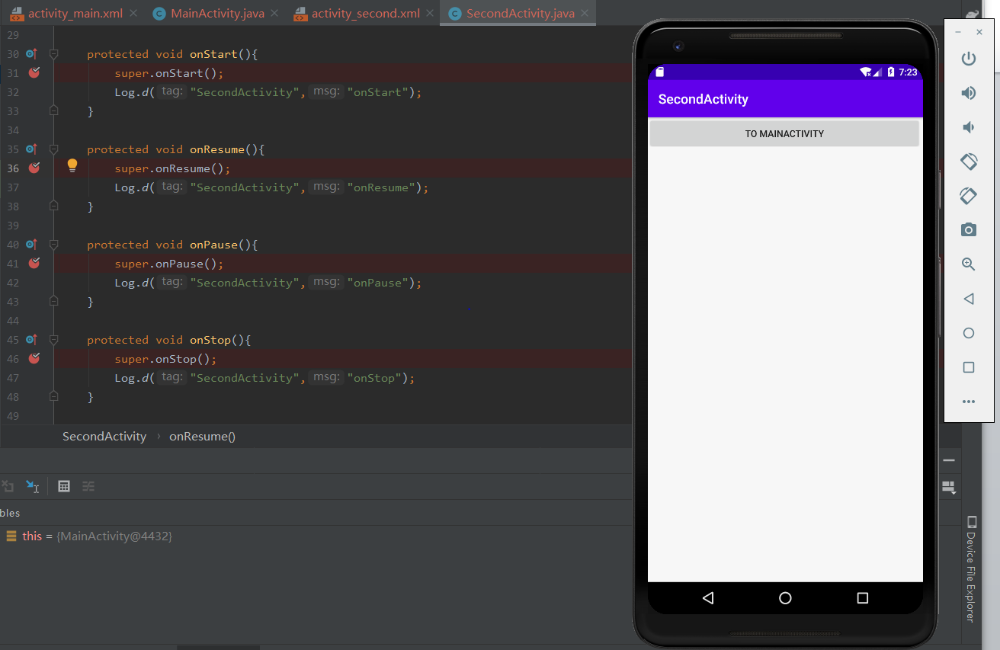 activity_main.xml MainActivity.java activity_second.xml SecondActivity.java
29
30 protected void onStart(){
31 super.onStart();
32 Log.d( tag: "SecondActivity", msg: "onStart");
33 }
34
35 protected void onResume(){
36 super.onResume();
37 Log.d( tag: "SecondActivity", msg: "onResume");
38 }
39
40 protected void onPause(){
41 super.onPause();
42 Log.d( tag: "SecondActivity", msg: "onPause");
43 }
44
45 protected void onStop(){
46 super.onStop();
47 Log.d( tag: "SecondActivity", msg: "onStop");
48 }
49
SecondActivity › onResume()
bles
this = {MainActivity@4432}
7:23
SecondActivity
TO MAINACTIVITY
Device File Explorer